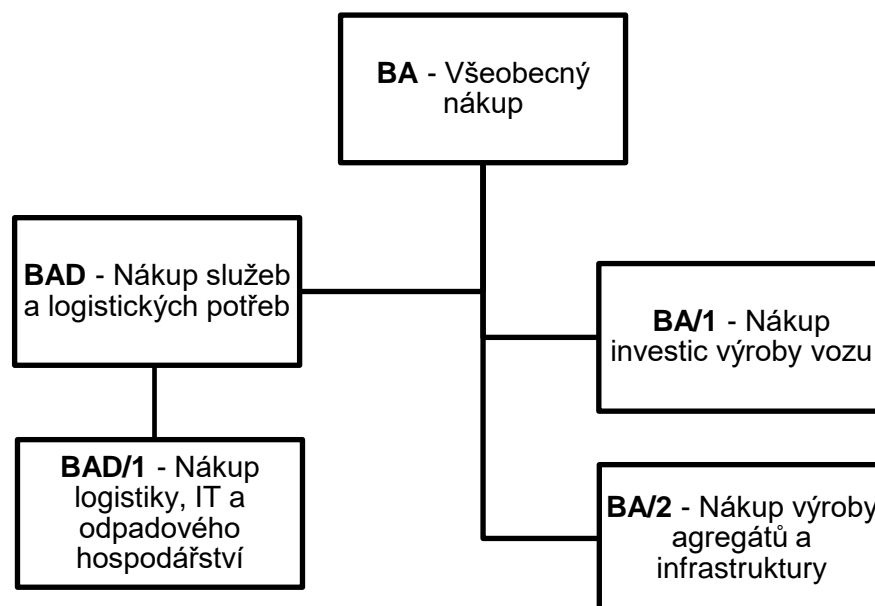 BA - Všeobecný
nákup
BAD - Nákup služeb
a logistických potřeb
BA/1 - Nákup
investic výroby vozu
BAD/1 - Nákup
logistiky, IT a
odpadového
hospodářství
BA/2 - Nákup výroby
agregátů a
infrastruktury